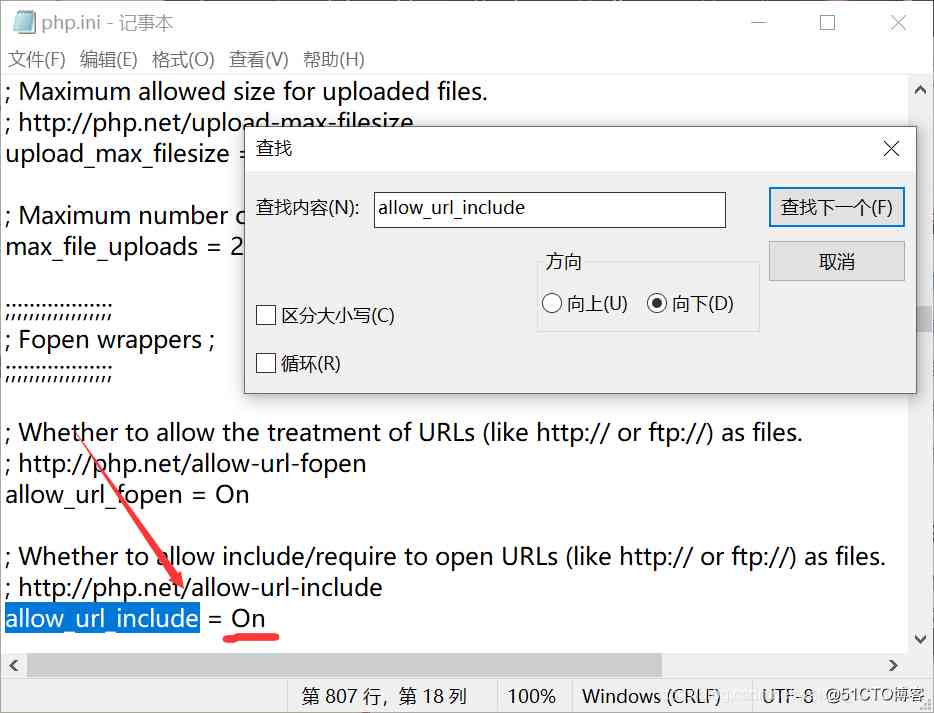 php.ini - 记事本
文件(F) 编辑(E) 格式(O) 查看(V) 帮助(H)
; Maximum allowed size for uploaded files.
; http://php.net/upload-max-filesize
upload_max_filesize =
; Maximum number
max_file_uploads = 2
;;;;;;;;;;;;;;;;;;
; Fopen wrappers ;
;;;;;;;;;;;;;;;;;;
; Whether to allow the treatment of URLs (like http:// or ftp://) as files.
; http://php.net/allow-url-fopen
allow_url_fopen = On
; Whether to allow include/require to open URLs (like http:// or ftp://) as files.
; http://php.net/allow-url-include
allow_url_include = On
查找
查找内容(N): allow_url_include 查找下一个(F)
取消
方向
向上(U) 向下(D)
区分大小写(C)
循环(R)
第 807 行，第 18 列 100% Windows (CRLF) UTF-8
@51CTO博客